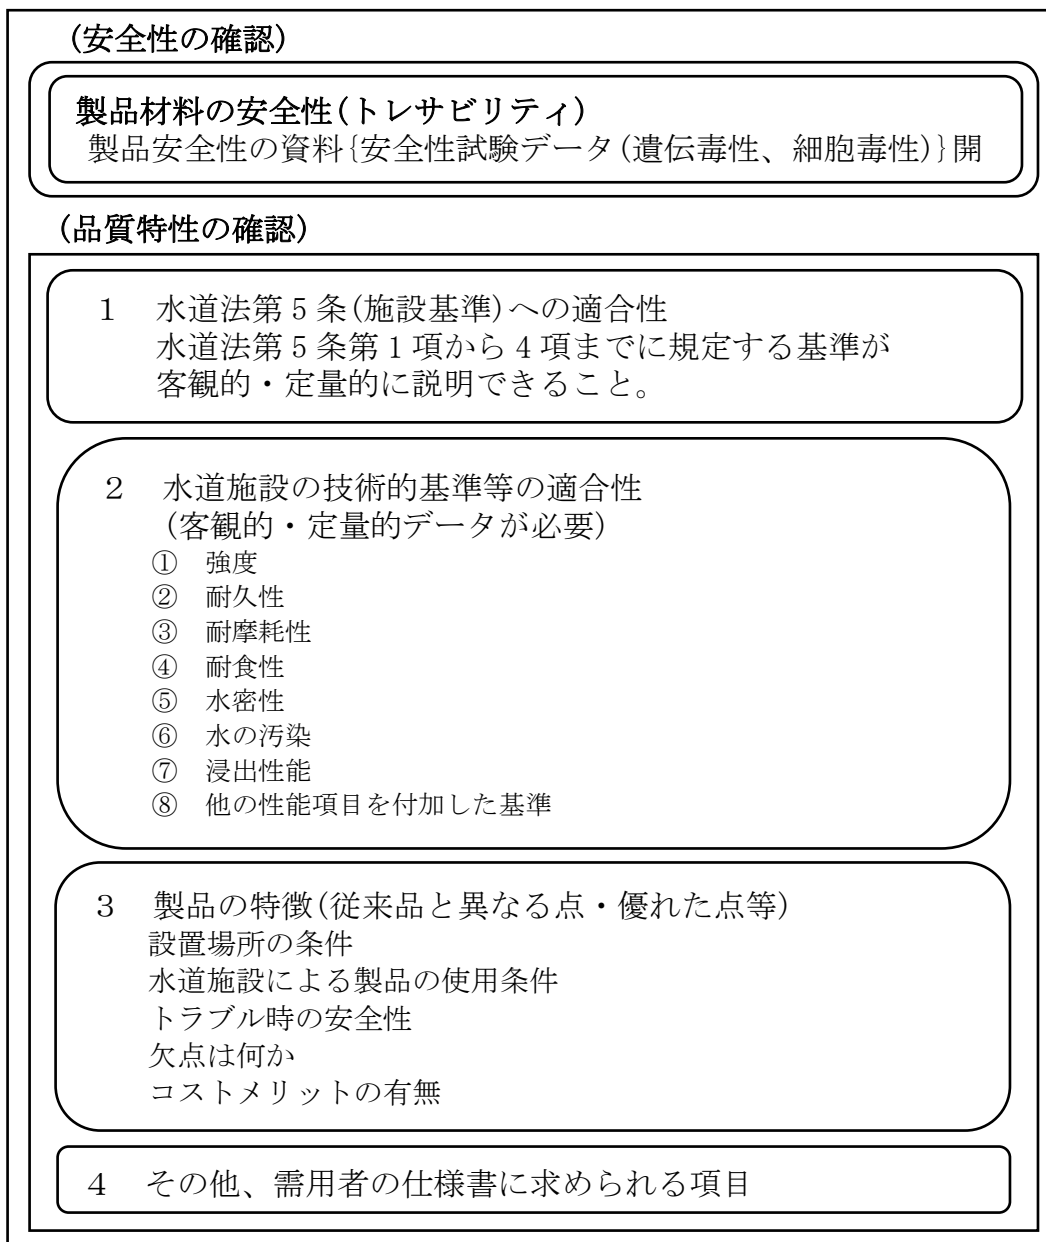 (安全性の確認)
製品材料の安全性(トレサビリティ)
製品安全性の資料{安全性試験データ(遺伝毒性、細胞毒性)}開
(品質特性の確認)
1 水道法第5条(施設基準)への適合性
水道法第5条第1項から4項までに規定する基準が
客観的・定量的に説明できること。
2 水道施設の技術的基準等の適合性
(客観的・定量的データが必要)
① 強度
② 耐久性
③ 耐摩耗性
④ 耐食性
⑤ 水密性
⑥ 水の汚染
⑦ 浸出性能
⑧ 他の性能項目を付加した基準
3 製品の特徴(従来品と異なる点・優れた点等)
設置場所の条件
水道施設による製品の使用条件
トラブル時の安全性
欠点は何か
コストメリットの有無
4 その他、需用者の仕様書に求められる項目